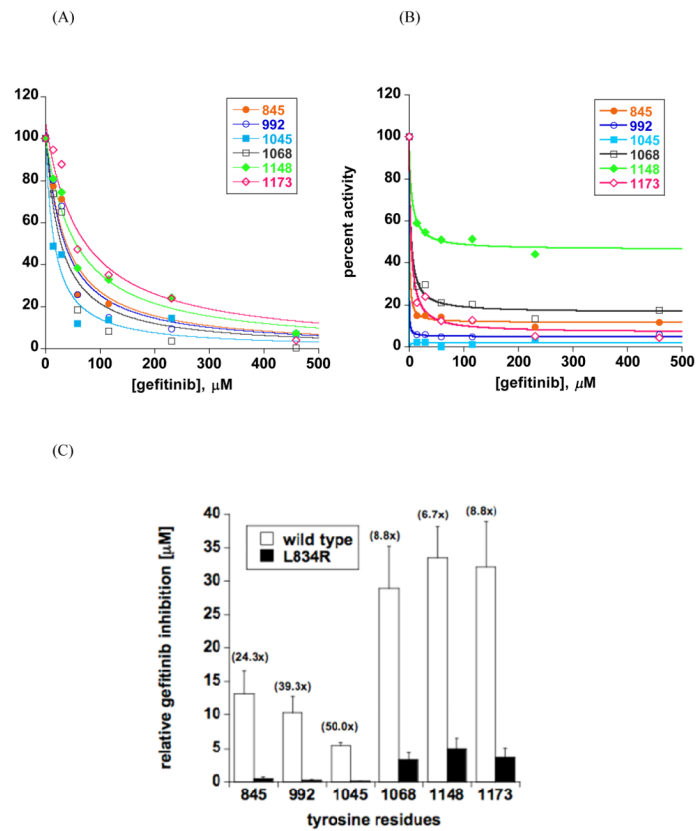 (A)
(B)
120
100
80
60
40
20
0
0 100 200 300 400 500
[gefitinib], μM
845
992
1045
1068
1148
1173
percent activity
120
100
80
60
40
20
0
0 100 200 300 400 500
[gefitinib], μM
845
992
1045
1068
1148
1173
(C)
relative gefitinib inhibition [μM]
40
35
30
25
20
15
10
5
0
wild type
L834R
(24.3x)
(39.3x)
(50.0x)
(8.8x)
(6.7x)
(8.8x)
845 992 1045 1068 1148 1173
tyrosine residues